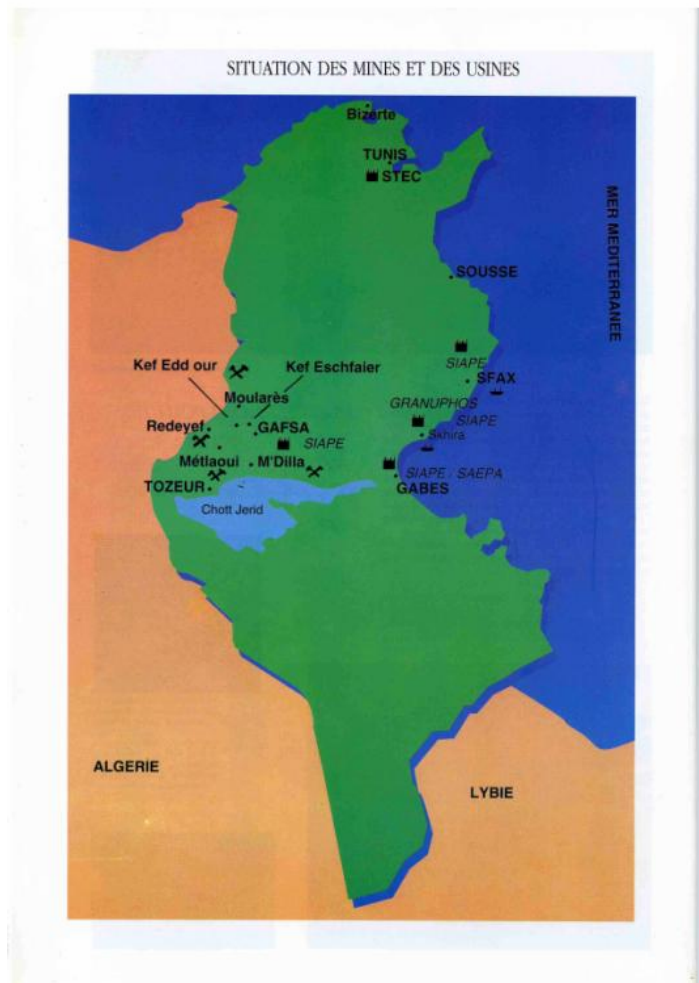 SITUATION DES MINES ET DES USINES
Bizerte
TUNIS
STEC
MER MEDITERRANEE
SOUSSE
SIAPE
SFAX
Kef Edd our
Kef Eschfaier
Moularès
GRANUPHOS
SIAPE
Redeyef
GAFSA
Skhira
SIAPE
Métlaoui
M'Dilla
SIAPE - SAEPA
TOZEUR
GABES
Chott Jerid
ALGERIE
LYBIE